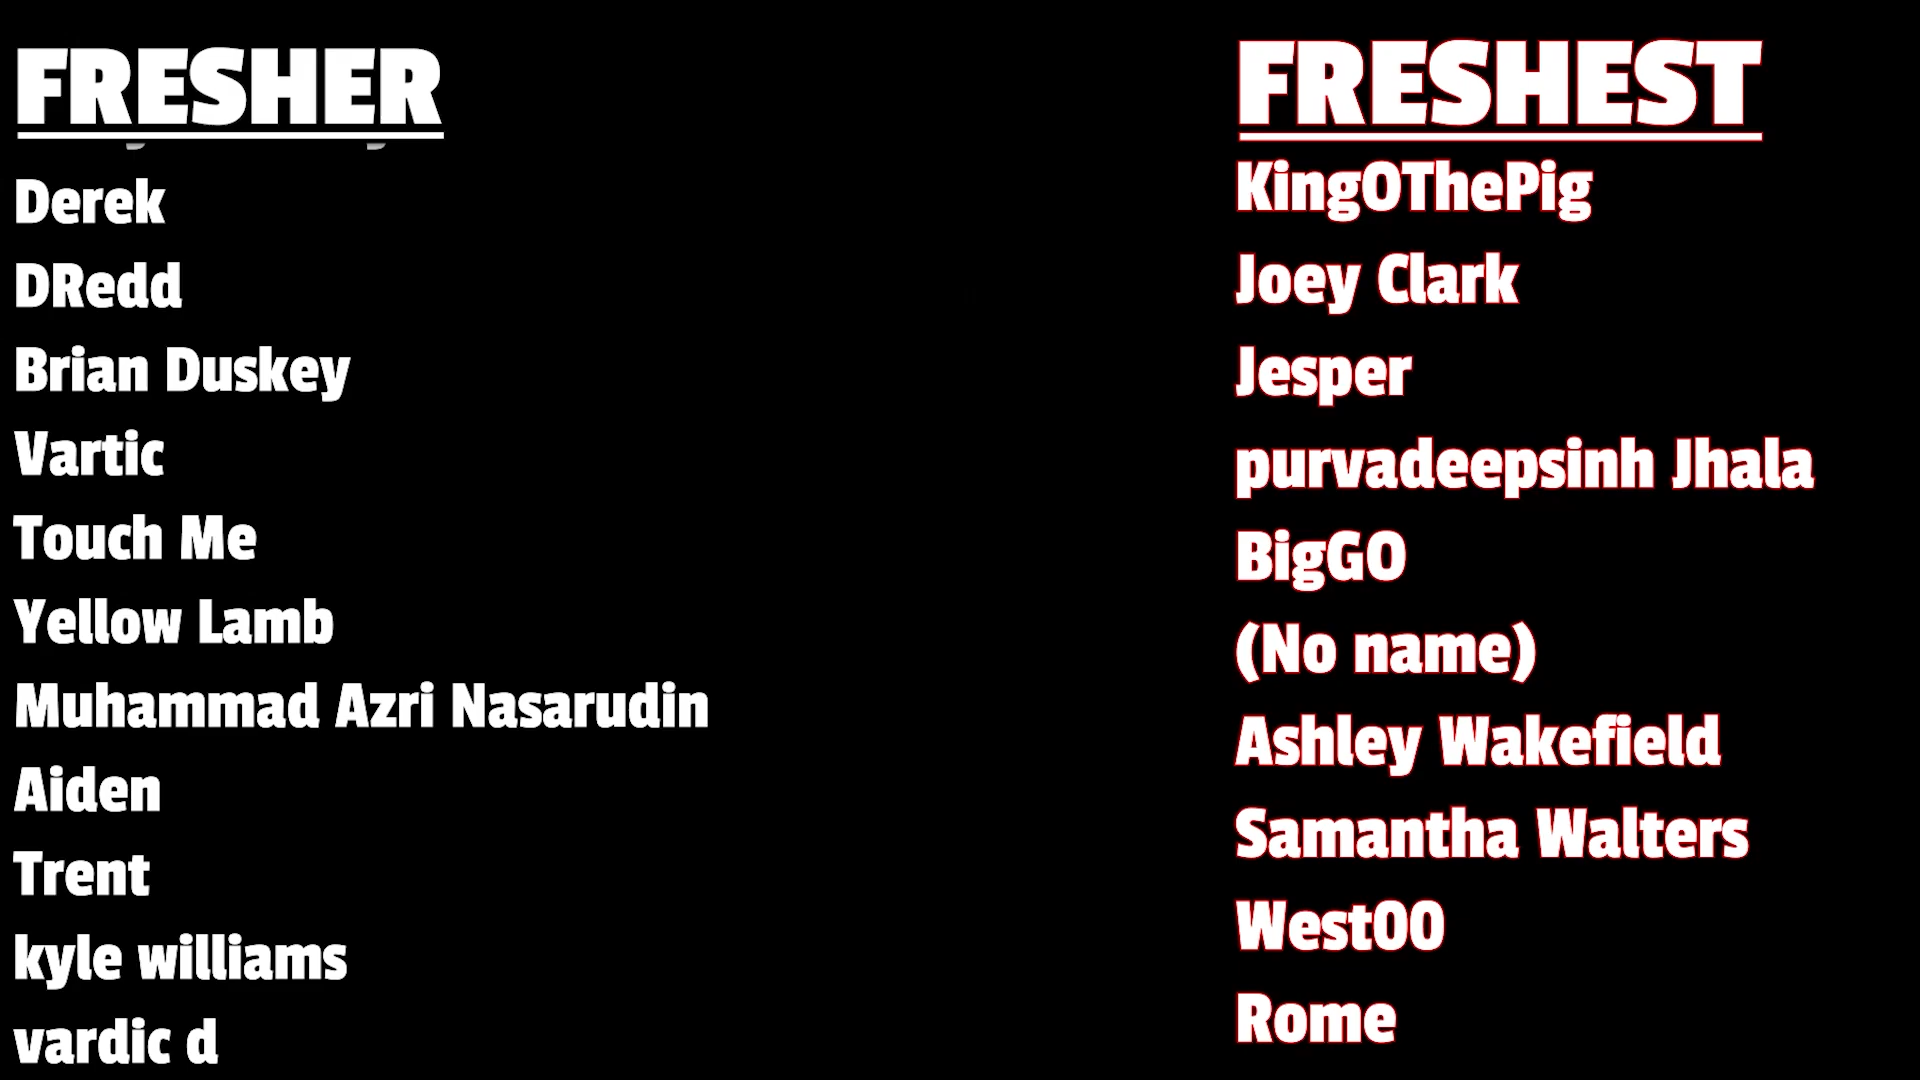 FRESHER
Derek
DRedd
Brian Duskey
Vartic
Touch Me
Yellow Lamb
Muhammad Azri Nasarudin
Aiden
Trent
kyle williams
vardic d
FRESHEST
KingOThePig
Joey Clark
Jesper
purvadeepsinh Jhala
BigGO
(No name)
Ashley Wakefield
Samantha Walters
West00
Rome